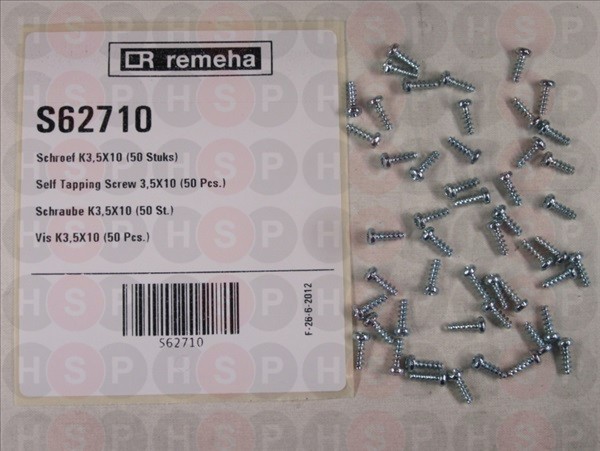 remeha
S62710
Schroef K3,5X10 (50 Stuks)
Self Tapping Screw 3,5X10 (50 Pcs.)
Schraube K3,5X10 (50 St.)
Vis K3,5X10 (50 Pcs.)
S62710
F-26-6-2012
HSP